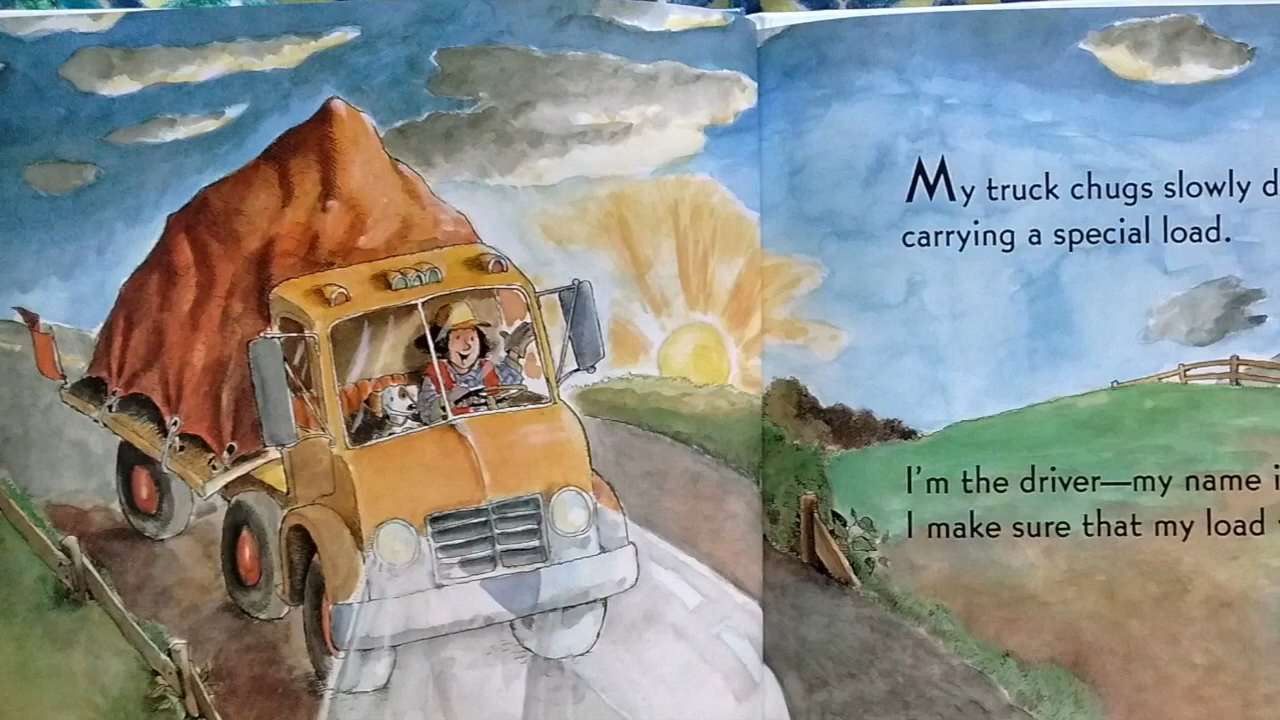 My truck chugs slowly d
carrying a special load.
I'm the driver—my name i
I make sure that my load